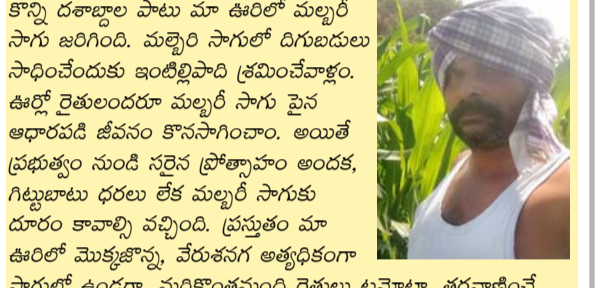 కొన్ని దశాబ్దాల పాటు మా ఊరిలో మల్బరీ
సాగు జరిగింది. మల్బెరి సాగులో దిగుబడులు
సాధించేందుకు ఇంటిల్లిపాది శ్రమించేవాళ్లం.
ఊర్లో రైతులందరూ మల్బరీ సాగు పైన
ఆధారపడి జీవనం కొనసాగించాం. అయితే
ప్రభుత్వం నుండి సరైన ప్రోత్సాహం అందక,
గిట్టుబాటు ధరలు లేక మల్బరీ సాగుకు
దూరం కావాల్సి వచ్చింది. ప్రస్తుతం మా
ఊరిలో మొక్కజొన్న, వేరుశనగ అత్యధికంగా